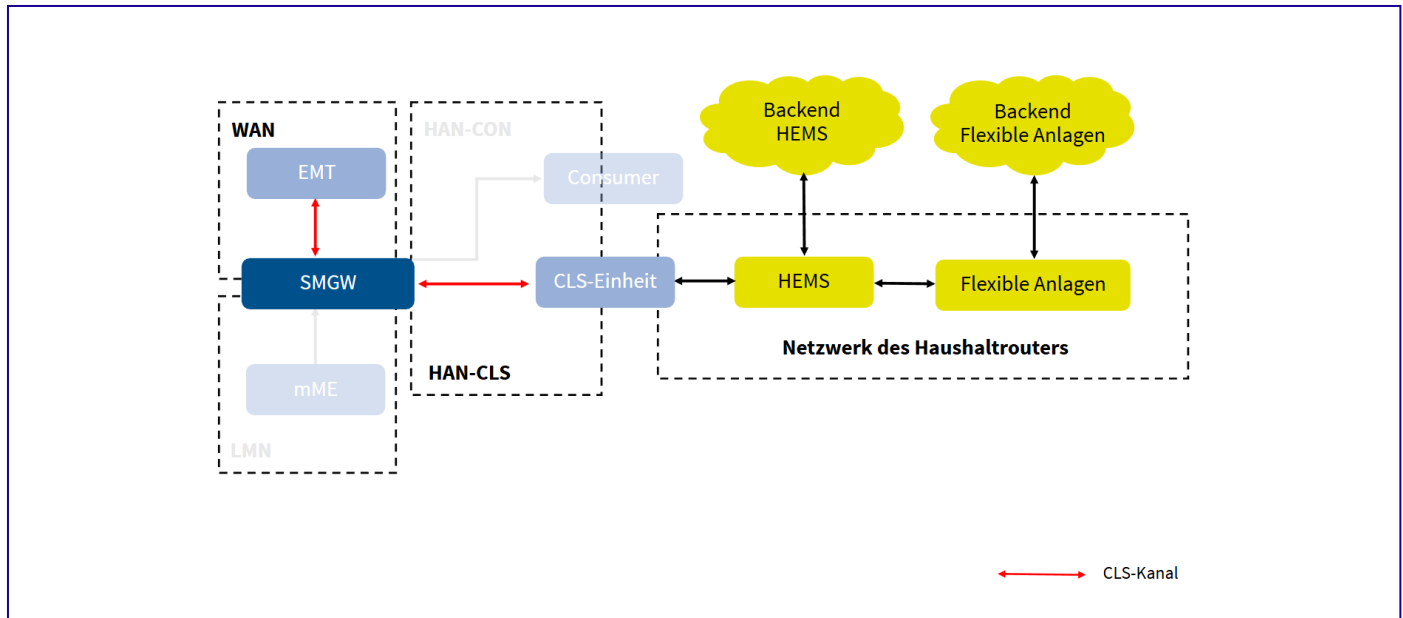 WAN
EMT
HAN-CON
Consumer
Backend
HEMS
Backend
Flexible Anlagen
SMGW
CLS-Einheit
HEMS
Flexible Anlagen
Netzwerk des Haushaltrouters
HAN-CLS
mME
LMN
CLS-Kanal